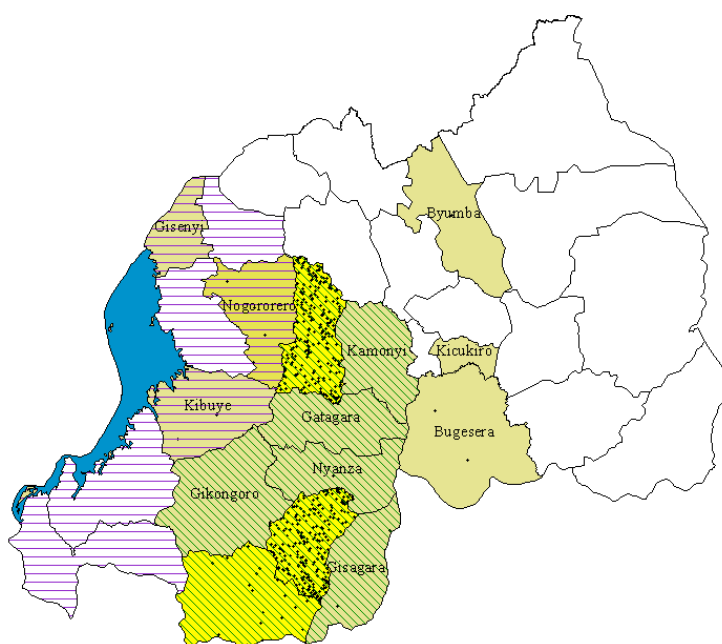 Byumba
Gisenyi
Nogororero
Kamonyi
Kicukiro
Kibuye
Gatagara
Bugesera
Nyanza
Gikongoro
Gisagara